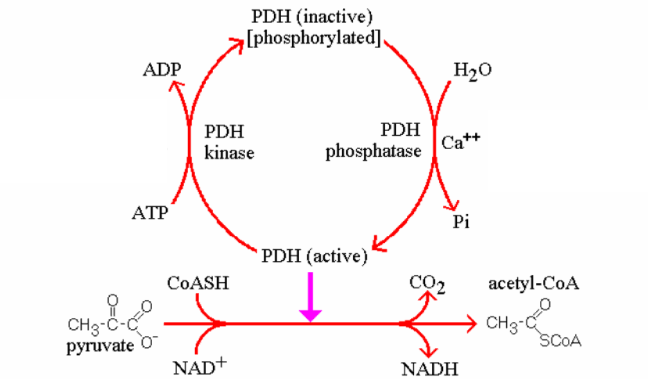 PDH (inactive)
[phosphorylated]
ADP
H2O
PDH
kinase
PDH
phosphatase
Ca++
ATP
Pi
PDH (active)
CoASH
CO2
acetyl-CoA
O
O
CH3-C-C
O-
pyruvate
O
CH3-C
SCoA
NAD+
NADH